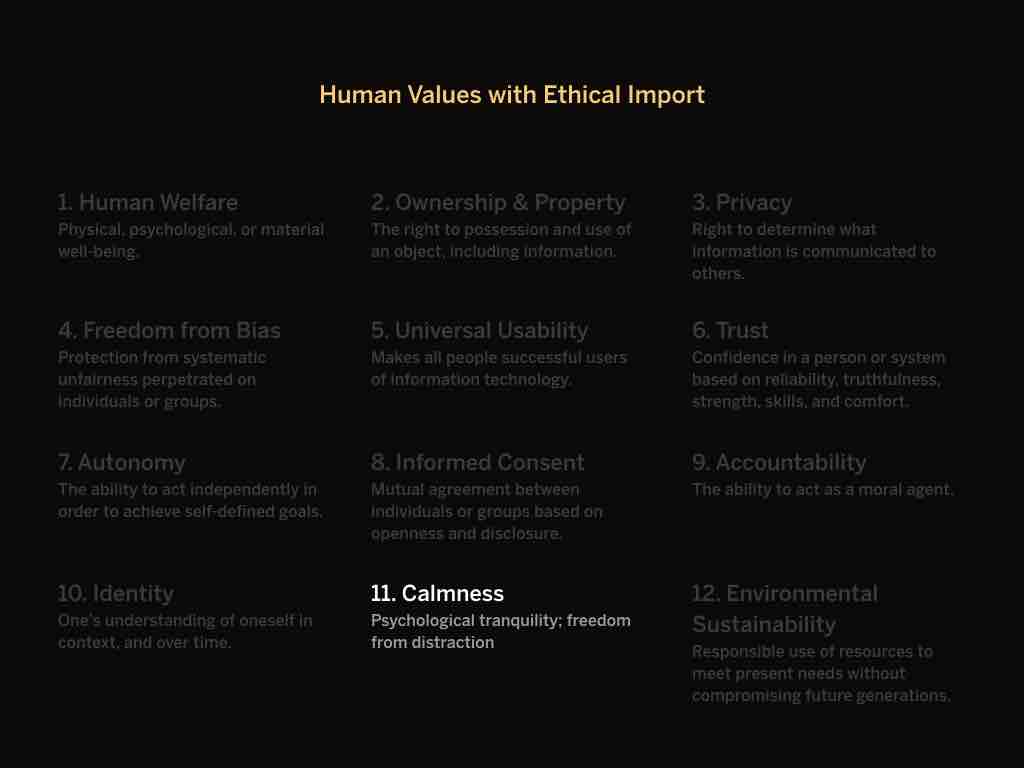 Human Values with Ethical Import
1. Human Welfare
Physical, psychological, or material
well-being.
2. Ownership & Property
The right to possession and use of
an object, including information.
3. Privacy
Right to determine what
information is communicated to
others.
4. Freedom from Bias
Protection from systematic
unfairness perpetrated on
individuals or groups.
5. Universal Usability
Makes all people successful users
of information technology.
6. Trust
Confidence in a person or system
based on reliability, truthfulness,
strength, skills, and comfort.
7. Autonomy
The ability to act independently in
order to achieve self-defined goals.
8. Informed Consent
Mutual agreement between
individuals or groups based on
openness and disclosure.
9. Accountability
The ability to act as a moral agent.
10. Identity
One's understanding of oneself in
context, and over time.
11. Calmness
Psychological tranquility; freedom
from distraction
12. Environmental
Sustainability
Responsible use of resources to
meet present needs without
compromising future generations.